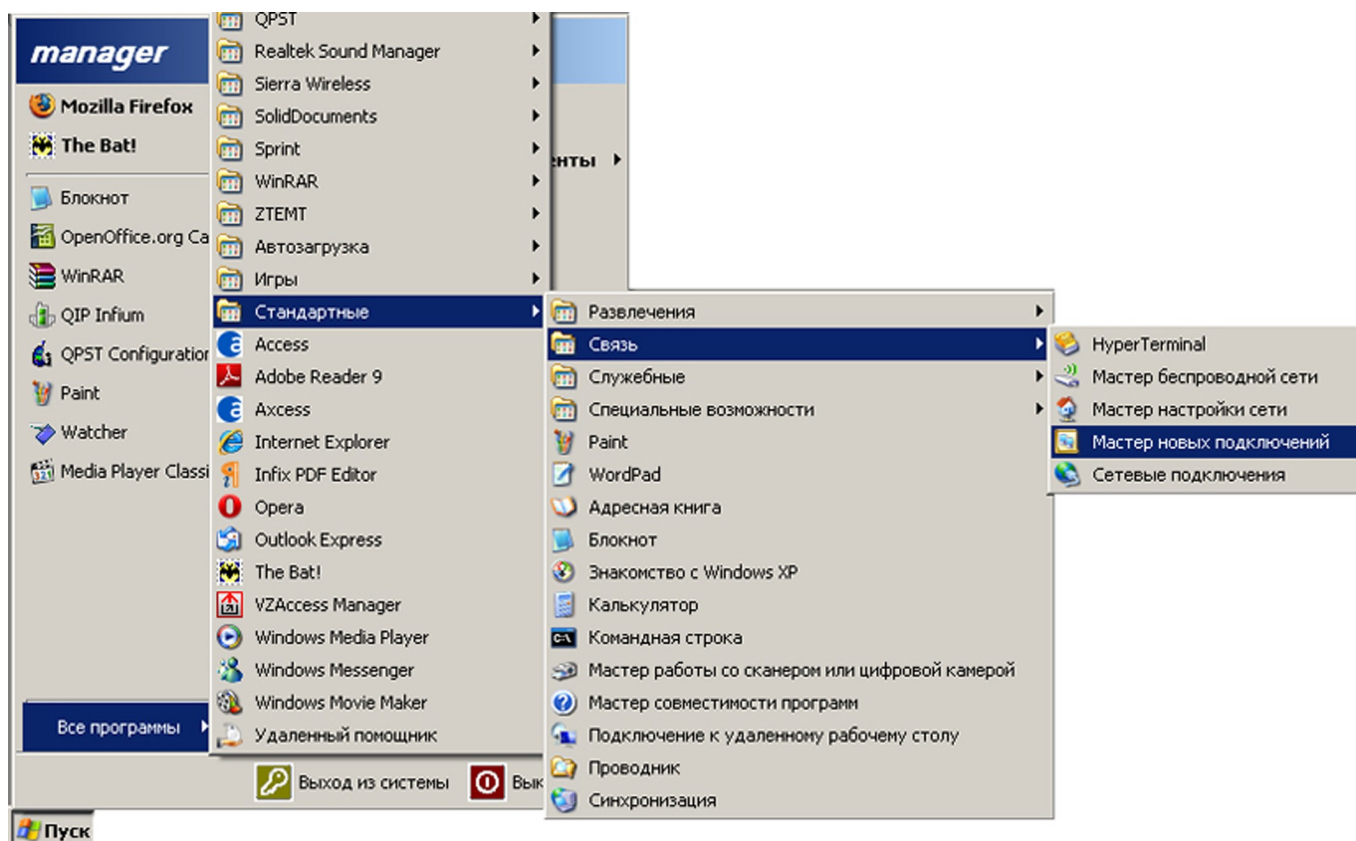 manager
Mozilla Firefox
The Bat!
Блокнот
OpenOffice.org Ca
WinRAR
QIP Infium
QPST Configuration
Paint
Watcher
Media Player Classi
Все программы
QPST
Realtek Sound Manager
Sierra Wireless
SolidDocuments
Sprint
WinRAR
ZTEMT
Автозагрузка
Игры
Стандартные
Access
Adobe Reader 9
Axcess
Internet Explorer
Infix PDF Editor
Opera
Outlook Express
The Bat!
VZAccess Manager
Windows Media Player
Windows Messenger
Windows Movie Maker
Удаленный помощник
енты
Развлечения
Связь
Служебные
Специальные возможности
Paint
WordPad
Адресная книга
Блокнот
Знакомство с Windows XP
Калькулятор
Командная строка
Мастер работы со сканером или цифровой камерой
Мастер совместимости программ
Подключение к удаленному рабочему столу
Проводник
Синхронизация
HyperTerminal
Мастер беспроводной сети
Мастер настройки сети
Мастер новых подключений
Сетевые подключения
Выход из системы
Вык
Пуск